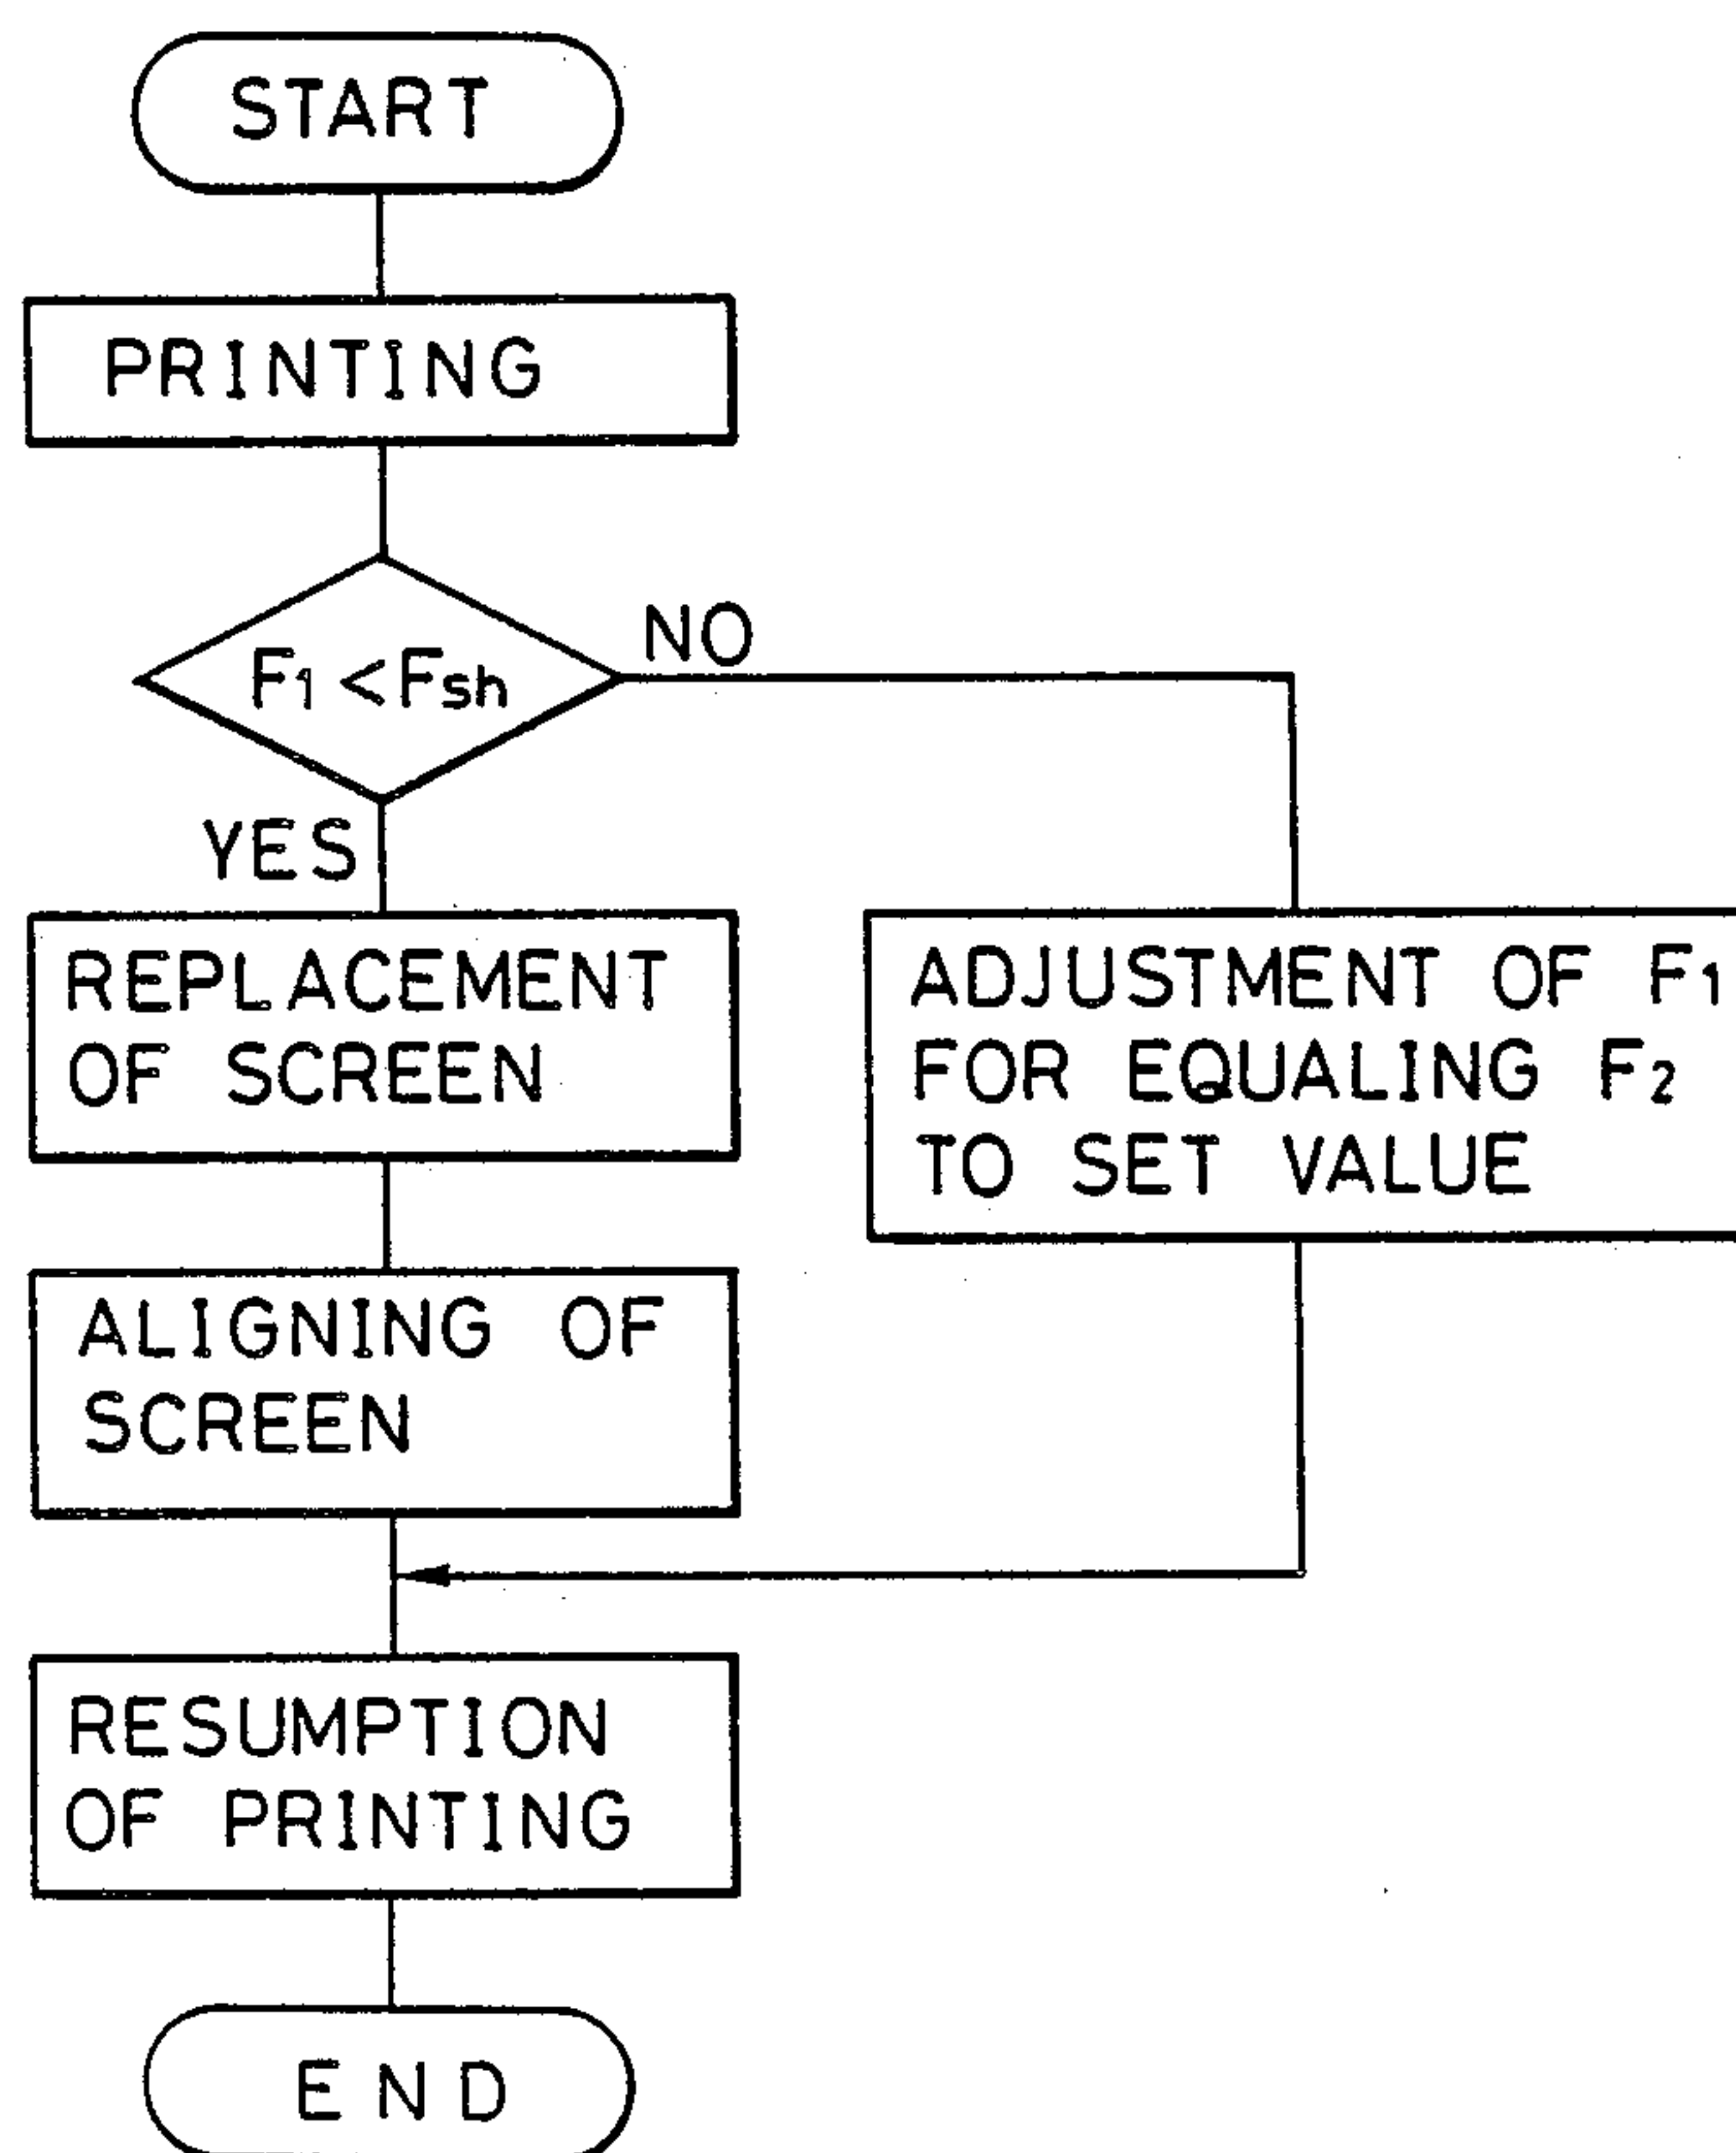 START
PRINTING
F1 < Fsh
NO
YES
REPLACEMENT
OF SCREEN
ADJUSTMENT OF F1
FOR EQUALING F2
TO SET VALUE
ALIGNING OF
SCREEN
RESUMPTION
OF PRINTING
END